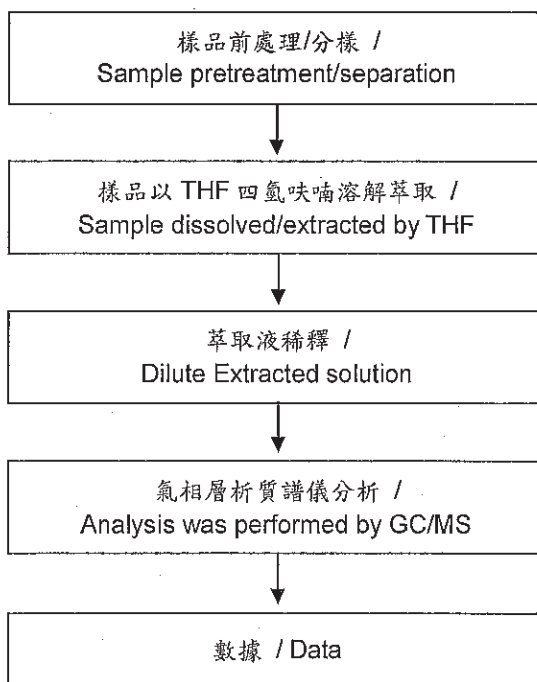 樣品前處理/分樣 /
Sample pretreatment/separation
樣品以 THF 四氫呋喃溶解萃取 /
Sample dissolved/extracted by THF
萃取液稀釋 /
Dilute Extracted solution
氣相層析質譜儀分析 /
Analysis was performed by GC/MS
數據 / Data